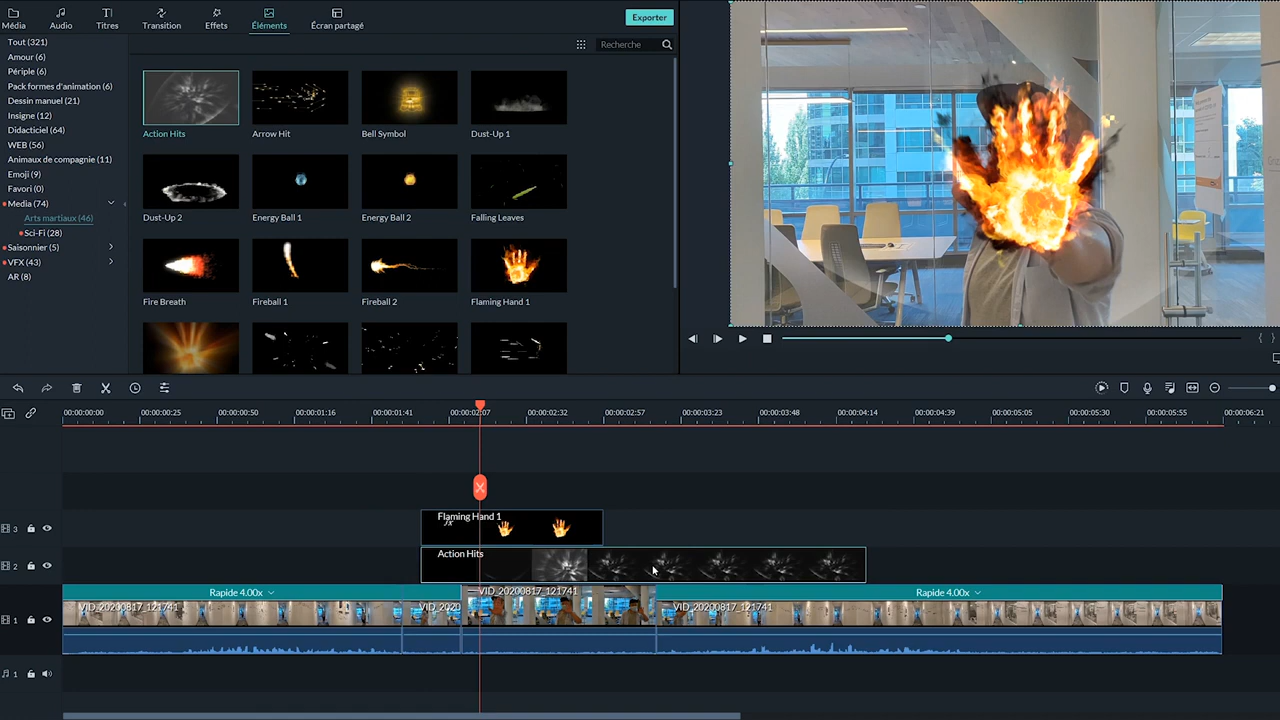 Média Audio Titres Transition Effets Éléments Écran partagé Exporter
Recherche
Tout (321)
Amour (6)
Périple (6)
Pack formes d'animation (6)
Dessin manuel (21)
Insigne (12)
Didacticiel (64)
WEB (36)
Animaux de compagnie (11)
Emoji (9)
Favori (0)
Media (74)
Arts martiaux (46)
Sci-Fi (28)
Saisonnier (5)
VFX (43)
AR (8)
Action Hits Arrow Hit Bell Symbol Dust-Up 1
Dust-Up 2 Energy Ball 1 Energy Ball 2 Falling Leaves
Fire Breath Fireball 1 Fireball 2 Flaming Hand 1
00:00:00:00 00:00:00:25 00:00:00:50 00:00:01:16 00:00:01:41 00:00:02:07 00:00:02:32 00:00:02:57 00:00:03:23 00:00:03:48 00:00:04:14 00:00:04:39 00:00:05:05 00:00:05:30 00:00:05:55 00:00:06:21
3 Flaming Hand 1
2 Action Hits
Rapide 4.00x VID_20200817_121741 Rapide 4.00x
1 VID_20200817_121741 VID_2020 VID_20200817_121741
1